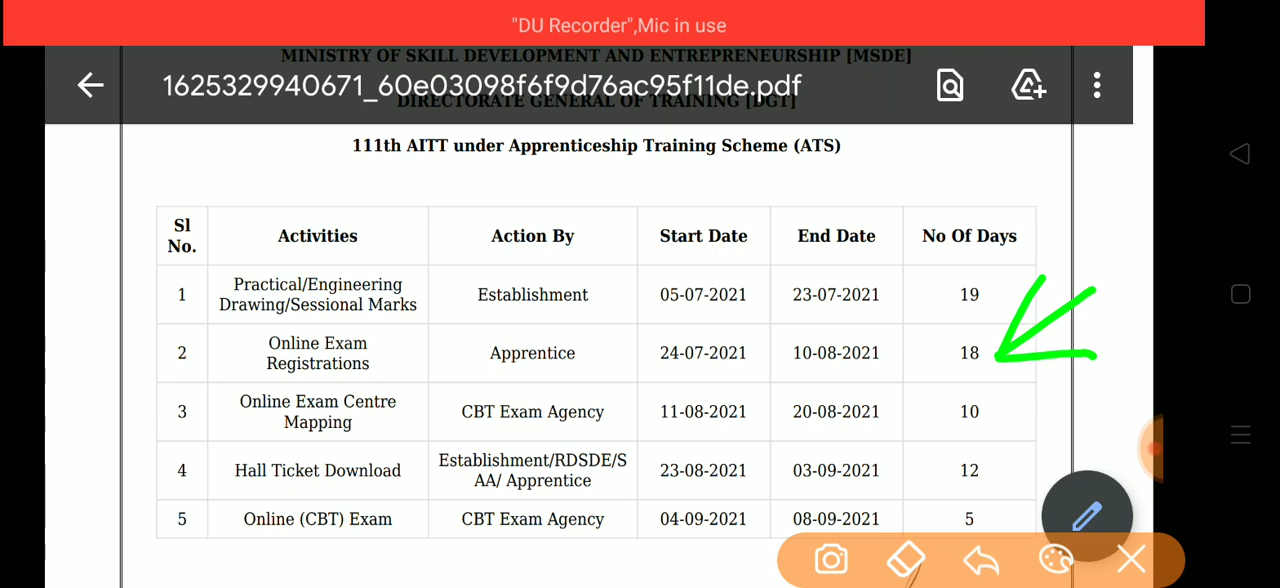 "DU Recorder",Mic in use
MINISTRY OF SKILL DEVELOPMENT AND ENTREPRENEURSHIP [MSDE]
1625329940671_60e03098f6f9d76ac95f11de.pdf
DIRECTORATE GENERAL OF TRAINING [DGT]
111th AITT under Apprenticeship Training Scheme (ATS)
Sl No. Activities Action By Start Date End Date No Of Days
1 Practical/Engineering Drawing/Sessional Marks Establishment 05-07-2021 23-07-2021 19
2 Online Exam Registrations Apprentice 24-07-2021 10-08-2021 18
3 Online Exam Centre Mapping CBT Exam Agency 11-08-2021 20-08-2021 10
4 Hall Ticket Download Establishment/RDSDE/SAA/ Apprentice 23-08-2021 03-09-2021 12
5 Online (CBT) Exam CBT Exam Agency 04-09-2021 08-09-2021 5